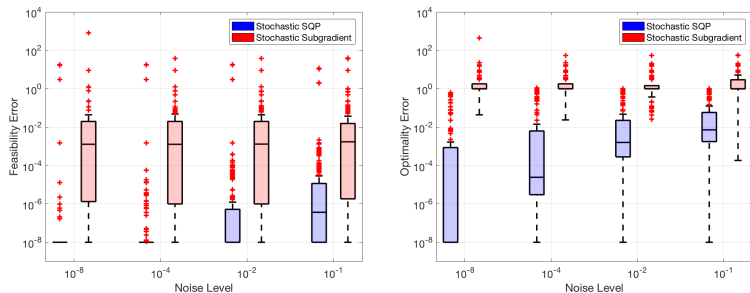 Stochastic SQP
Stochastic Subgradient
Feasibility Error
10^4
10^2
10^0
10^-2
10^-4
10^-6
10^-8
10^-8
10^-4
10^-2
10^-1
Noise Level
Stochastic SQP
Stochastic Subgradient
Optimality Error
10^4
10^2
10^0
10^-2
10^-4
10^-6
10^-8
10^-8
10^-4
10^-2
10^-1
Noise Level